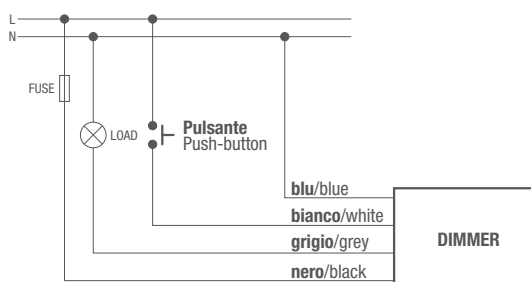 L
N
FUSE
LOAD
Pulsante
Push-button
blu/blue
bianco/white
grigio/grey
nero/black
DIMMER